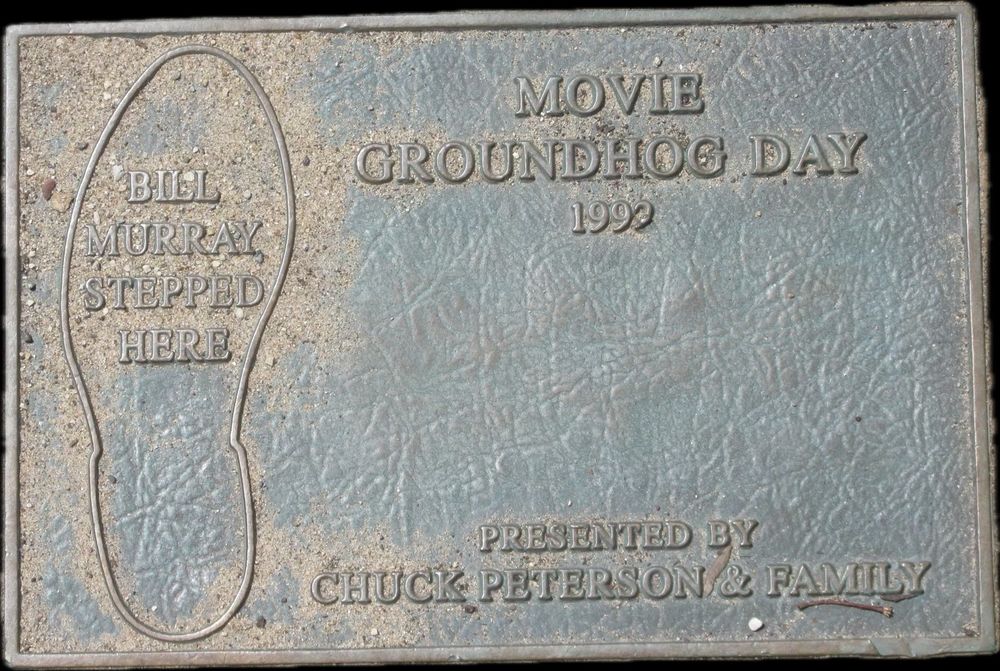 BILL
MURRAY
STEPPED
HERE
MOVIE
GROUNDHOG DAY
1992
PRESENTED BY
CHUCK PETERSON & FAMILY